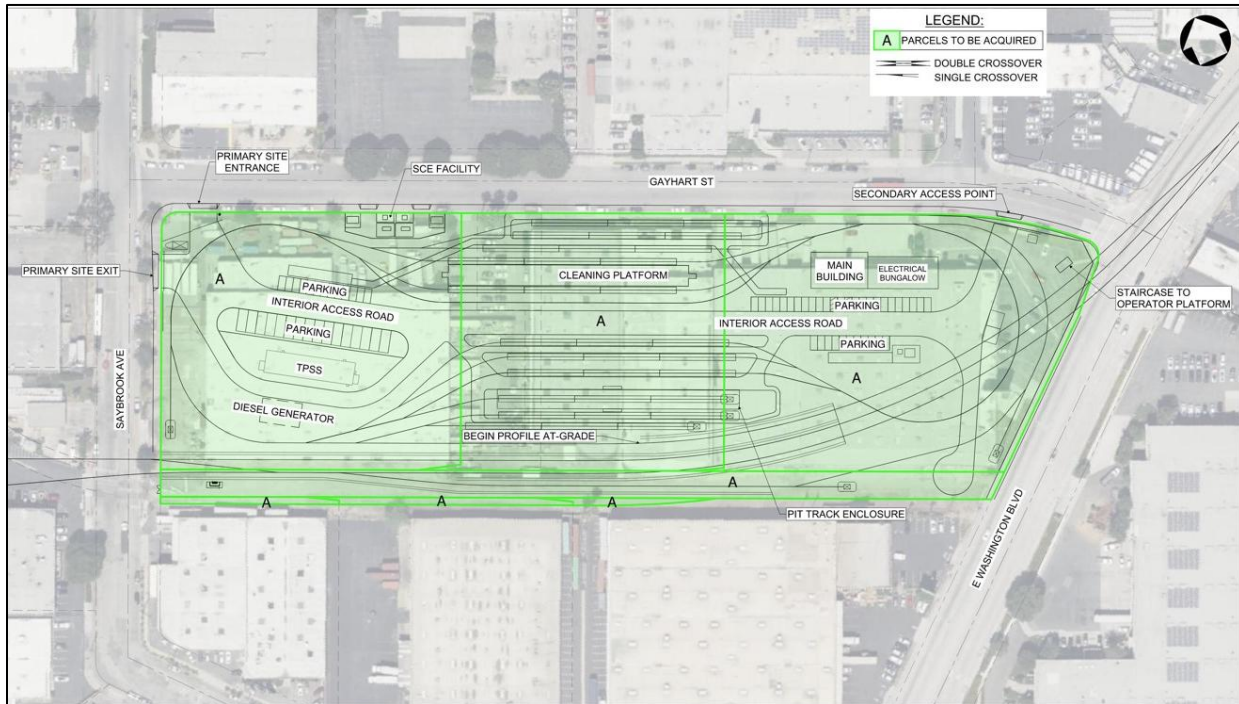 LEGEND:
A PARCELS TO BE ACQUIRED
DOUBLE CROSSOVER
SINGLE CROSSOVER
PRIMARY SITE
ENTRANCE
SCE FACILITY
GAYHART ST
SECONDARY ACCESS POINT
PRIMARY SITE EXIT
A
PARKING
INTERIOR ACCESS ROAD
PARKING
TPSS
DIESEL GENERATOR
SAYBROOK AVE
CLEANING PLATFORM
A
BEGIN PROFILE AT-GRADE
MAIN
BUILDING
ELECTRICAL
BUNGALOW
PARKING
INTERIOR ACCESS ROAD
PARKING
A
STAIRCASE TO
OPERATOR PLATFORM
A
A
A
A
PIT TRACK ENCLOSURE
E WASHINGTON BLVD